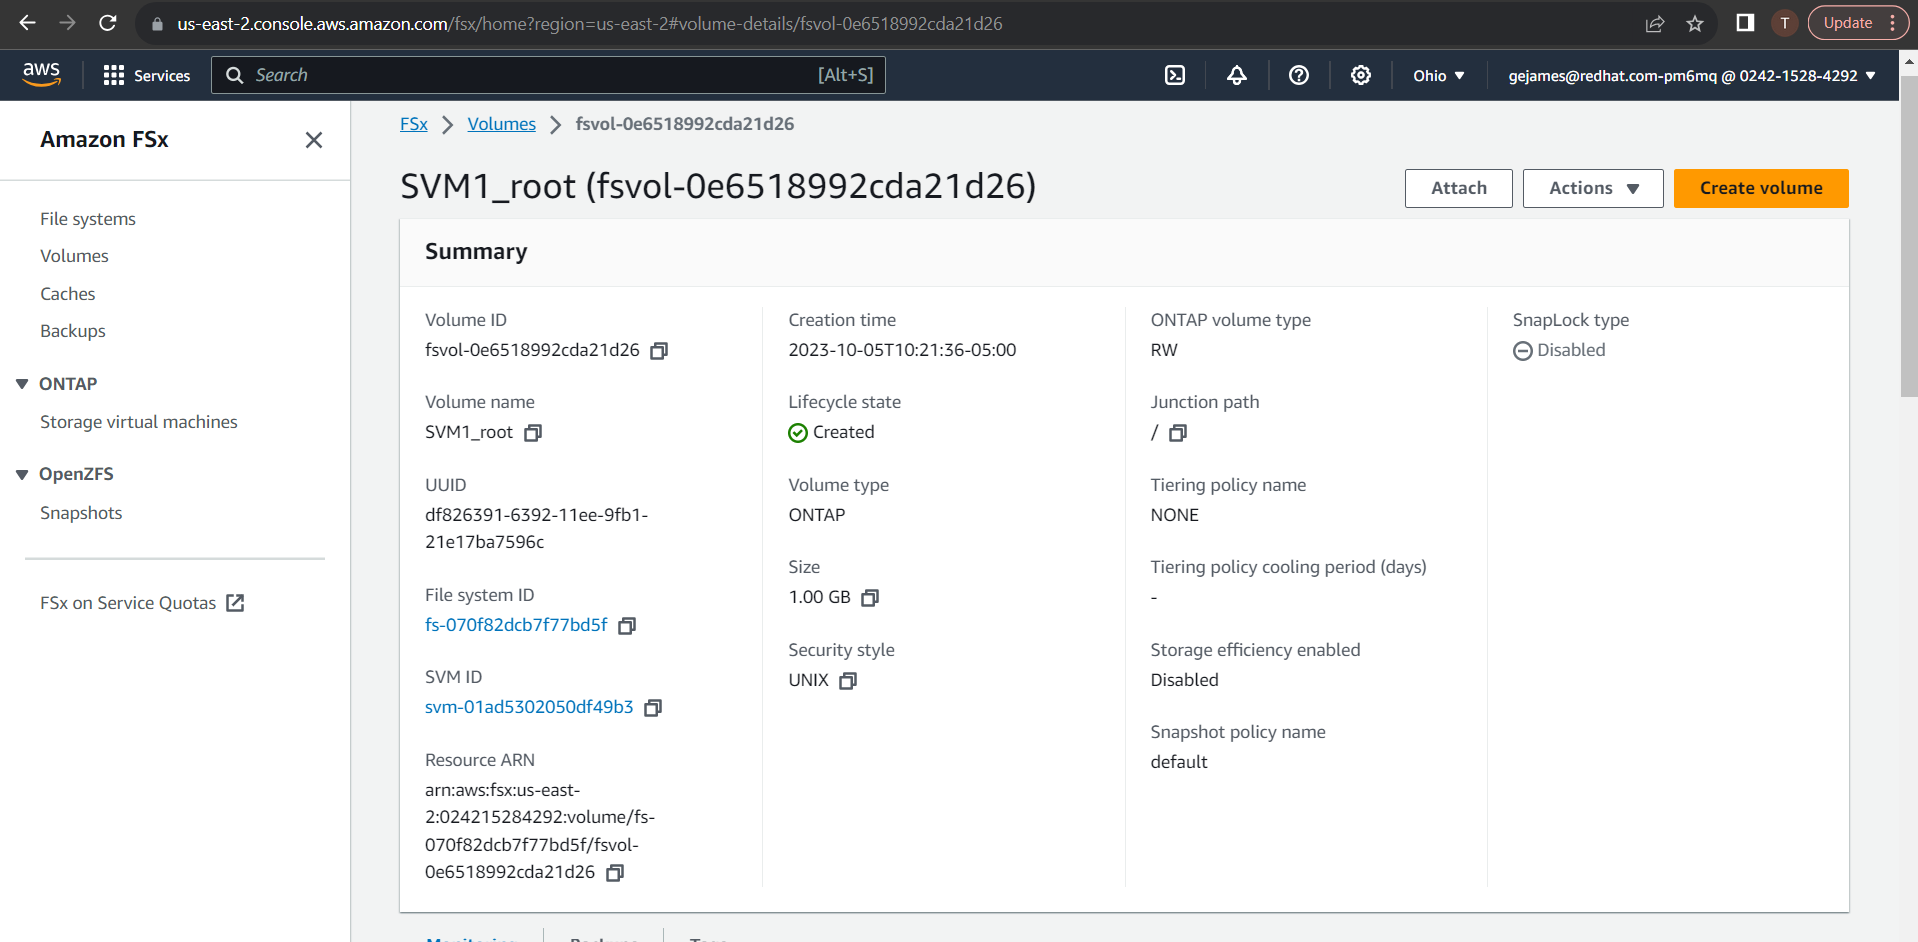 us-east-2.console.aws.amazon.com/fsx/home?region=us-east-2#volume-details/fsvol-0e6518992cda21d26
T
Update
aws
Services
Search
[Alt+S]
Ohio
gejames@redhat.com-pm6mq @ 0242-1528-4292
Amazon FSx
File systems
Volumes
Caches
Backups
ONTAP
Storage virtual machines
OpenZFS
Snapshots
FSx on Service Quotas
FSx
Volumes
fsvol-0e6518992cda21d26
SVM1_root (fsvol-0e6518992cda21d26)
Attach
Actions
Create volume
Summary
Volume ID
fsvol-0e6518992cda21d26
Volume name
SVM1_root
UUID
df826391-6392-11ee-9fb1-
21e17ba7596c
File system ID
fs-070f82dcb7f77bd5f
SVM ID
svm-01ad5302050df49b3
Resource ARN
arn:aws:fsx:us-east-
2:024215284292:volume/fs-
070f82dcb7f77bd5f/fsvol-
0e6518992cda21d26
Creation time
2023-10-05T10:21:36-05:00
Lifecycle state
Created
Volume type
ONTAP
Size
1.00 GB
Security style
UNIX
ONTAP volume type
RW
Junction path
/
Tiering policy name
NONE
Tiering policy cooling period (days)
-
Storage efficiency enabled
Disabled
Snapshot policy name
default
SnapLock type
Disabled
Monitoring
Backups
Tags